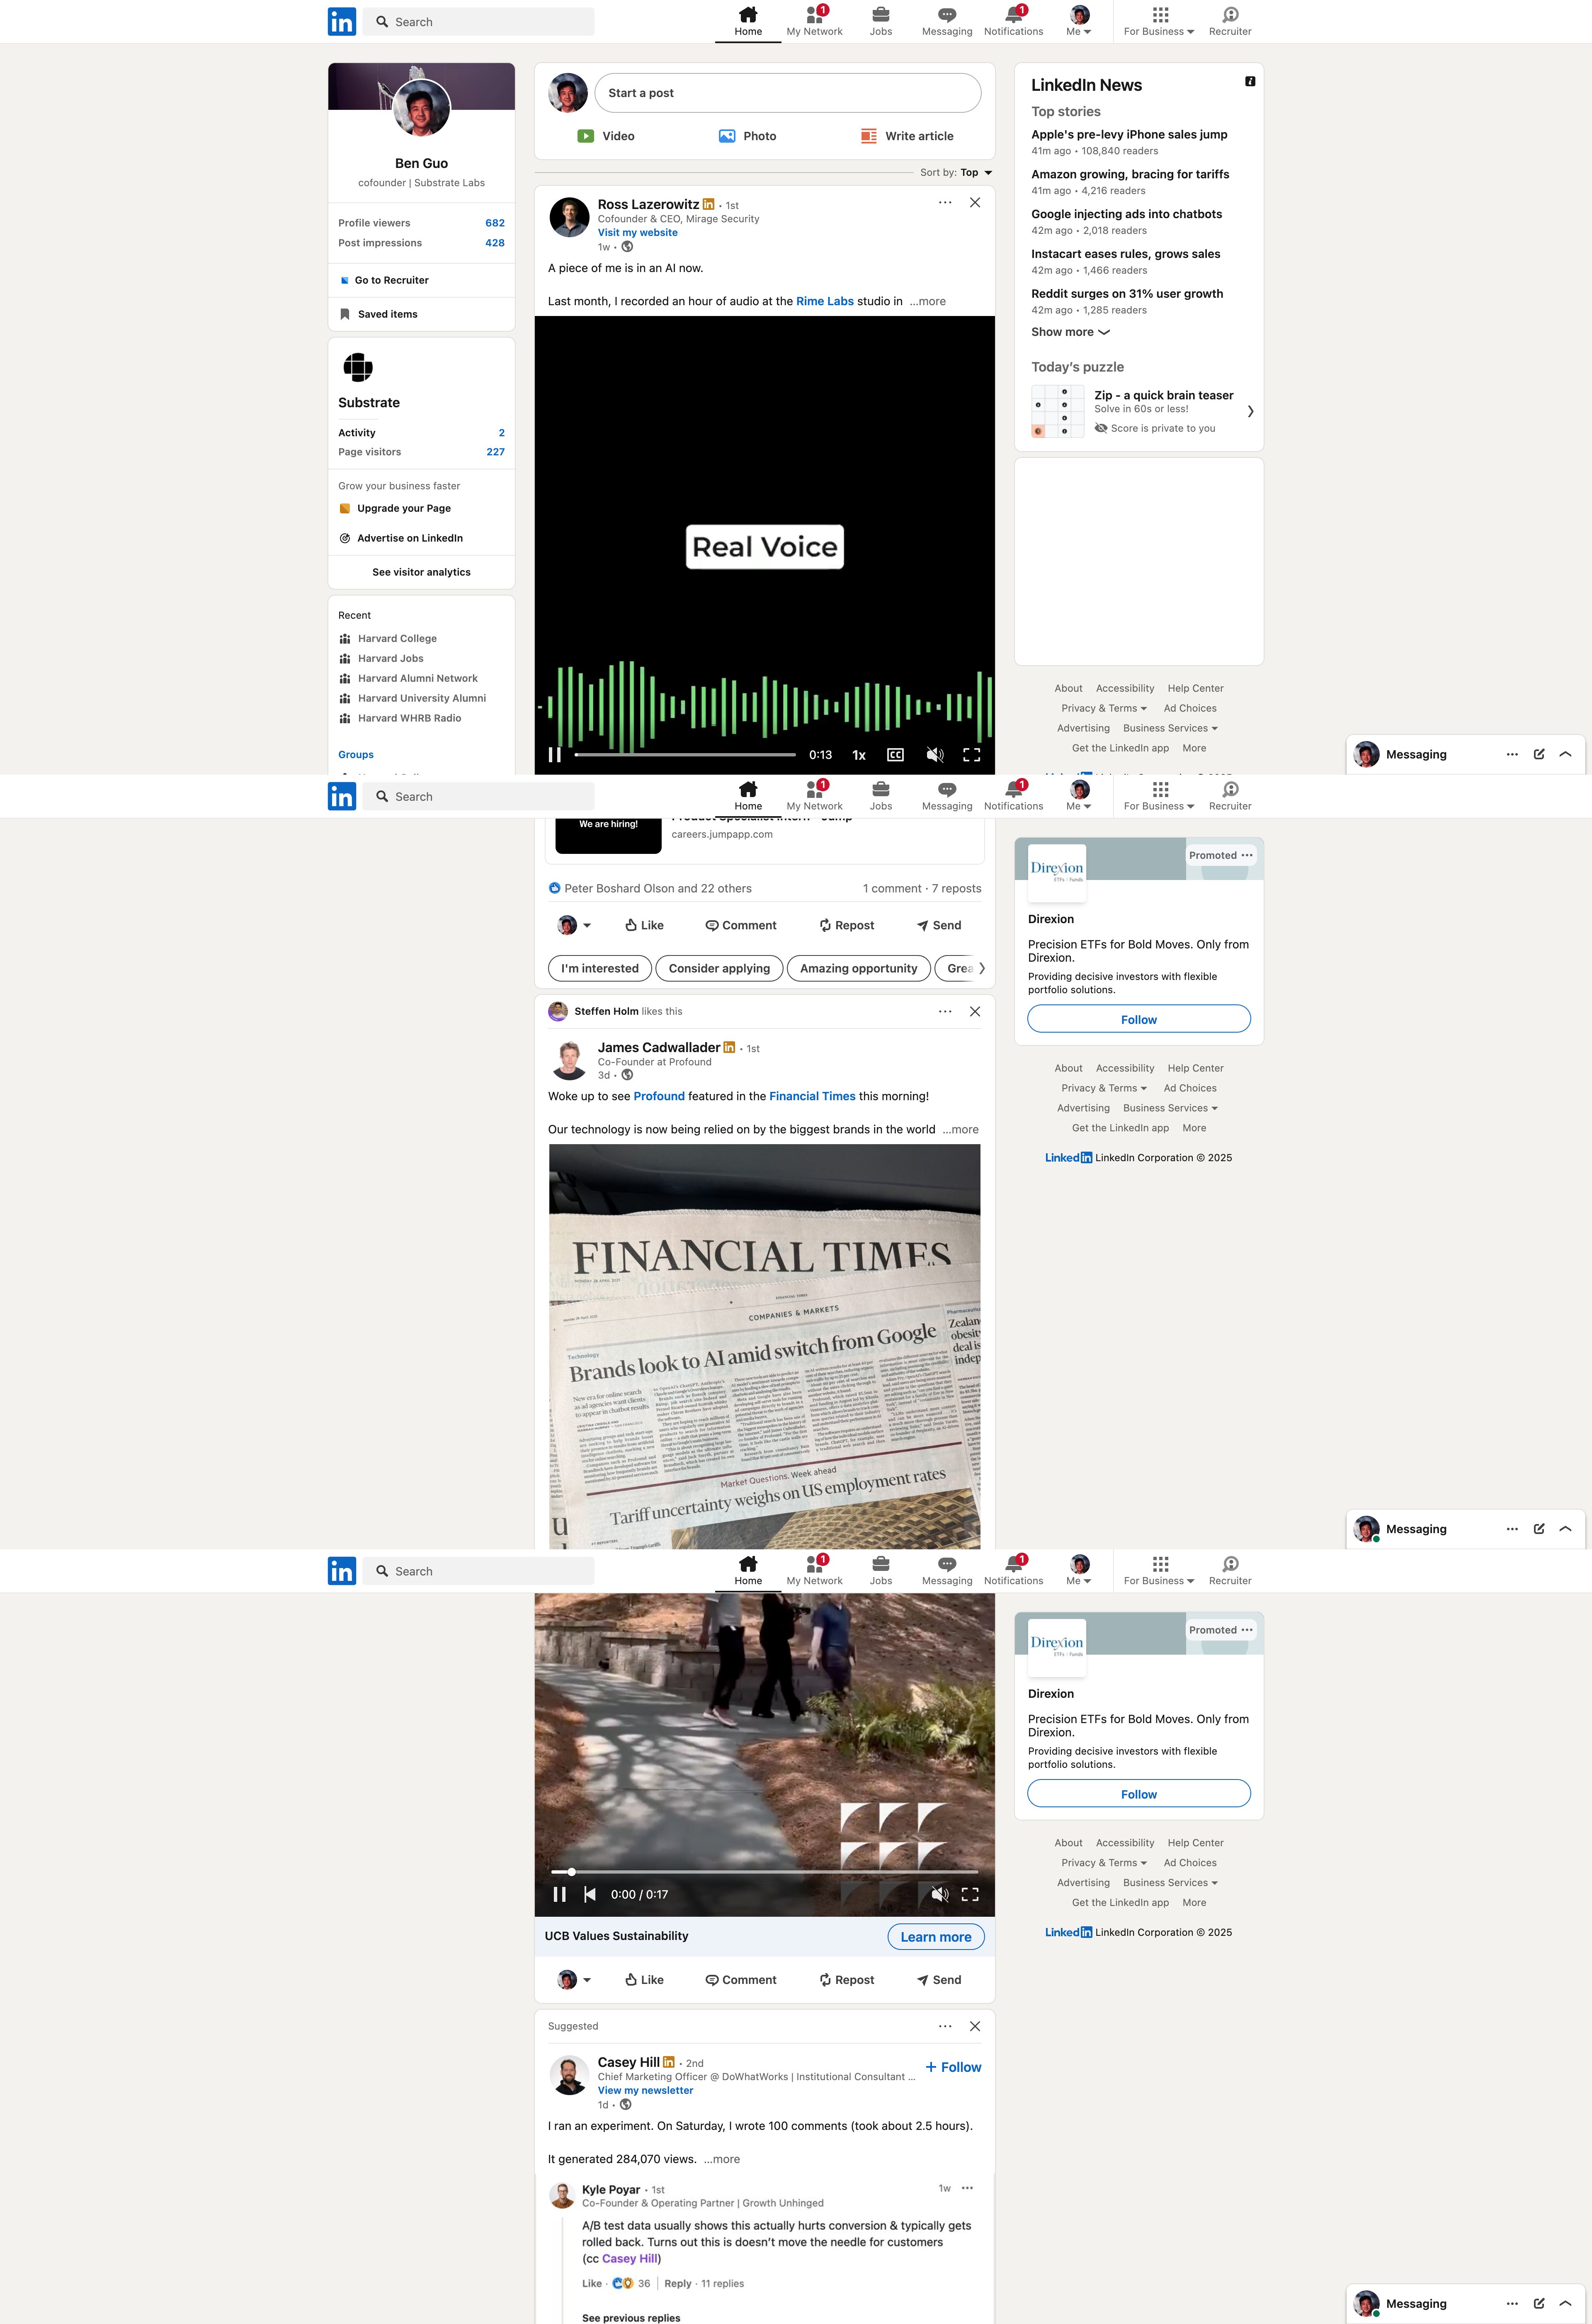 in
Search
Home
1
My Network
Jobs
Messaging
1
Notifications
Me
For Business
Recruiter
Ben Guo
cofounder | Substrate Labs
Profile viewers 682
Post impressions 428
Go to Recruiter
Saved items
Substrate
Activity 2
Page visitors 227
Grow your business faster
Upgrade your Page
Advertise on LinkedIn
See visitor analytics
Recent
Harvard College
Harvard Jobs
Harvard Alumni Network
Harvard University Alumni
Harvard WHRB Radio
Groups
Start a post
Video
Photo
Write article
Sort by: Top
Ross Lazerowitz in • 1st
Cofounder & CEO, Mirage Security
Visit my website
1w •
A piece of me is in an AI now.
Last month, I recorded an hour of audio at the Rime Labs studio in ...more
Real Voice
0:13
1x
CC
LinkedIn News
Top stories
Apple's pre-levy iPhone sales jump
41m ago • 108,840 readers
Amazon growing, bracing for tariffs
41m ago • 4,216 readers
Google injecting ads into chatbots
42m ago • 2,018 readers
Instacart eases rules, grows sales
42m ago • 1,466 readers
Reddit surges on 31% user growth
42m ago • 1,285 readers
Show more
Today's puzzle
Zip - a quick brain teaser
Solve in 60s or less!
Score is private to you
About Accessibility Help Center
Privacy & Terms Ad Choices
Advertising Business Services
Get the LinkedIn app More
Messaging
in
Search
Home
1
My Network
Jobs
Messaging
1
Notifications
Me
For Business
Recruiter
We are hiring!
Product Specialist Intern - Jump
careers.jumpapp.com
Peter Boshard Olson and 22 others
1 comment · 7 reposts
Like
Comment
Repost
Send
I'm interested
Consider applying
Amazing opportunity
Grea
Steffen Holm likes this
James Cadwallader in • 1st
Co-Founder at Profound
3d •
Woke up to see Profound featured in the Financial Times this morning!
Our technology is now being relied on by the biggest brands in the world ...more
FINANCIAL TIMES
COMPANIES & MARKETS
Technology
Brands look to AI amid switch from Google
New era for online search
as ad agencies want clients
to appear in chatbot results
Zealan
obesit
deal is
indep
Market Questions. Week ahead
Tariff uncertainty weighs on US employment rates
Promoted
Direxion
Direxion
Precision ETFs for Bold Moves. Only from
Direxion.
Providing decisive investors with flexible
portfolio solutions.
Follow
About Accessibility Help Center
Privacy & Terms Ad Choices
Advertising Business Services
Get the LinkedIn app More
LinkedIn LinkedIn Corporation © 2025
Messaging
in
Search
Home
1
My Network
Jobs
Messaging
1
Notifications
Me
For Business
Recruiter
0:00 / 0:17
UCB Values Sustainability
Learn more
Like
Comment
Repost
Send
Suggested
Casey Hill in • 2nd
+ Follow
Chief Marketing Officer @ DoWhatWorks | Institutional Consultant ...
View my newsletter
1d •
I ran an experiment. On Saturday, I wrote 100 comments (took about 2.5 hours).
It generated 284,070 views. ...more
Kyle Poyar • 1st
1w
Co-Founder & Operating Partner | Growth Unhinged
A/B test data usually shows this actually hurts conversion & typically gets
rolled back. Turns out this is doesn't move the needle for customers
(cc Casey Hill)
Like · 36 | Reply · 11 replies
See previous replies
Promoted
Direxion
Direxion
Precision ETFs for Bold Moves. Only from
Direxion.
Providing decisive investors with flexible
portfolio solutions.
Follow
About Accessibility Help Center
Privacy & Terms Ad Choices
Advertising Business Services
Get the LinkedIn app More
LinkedIn LinkedIn Corporation © 2025
Messaging